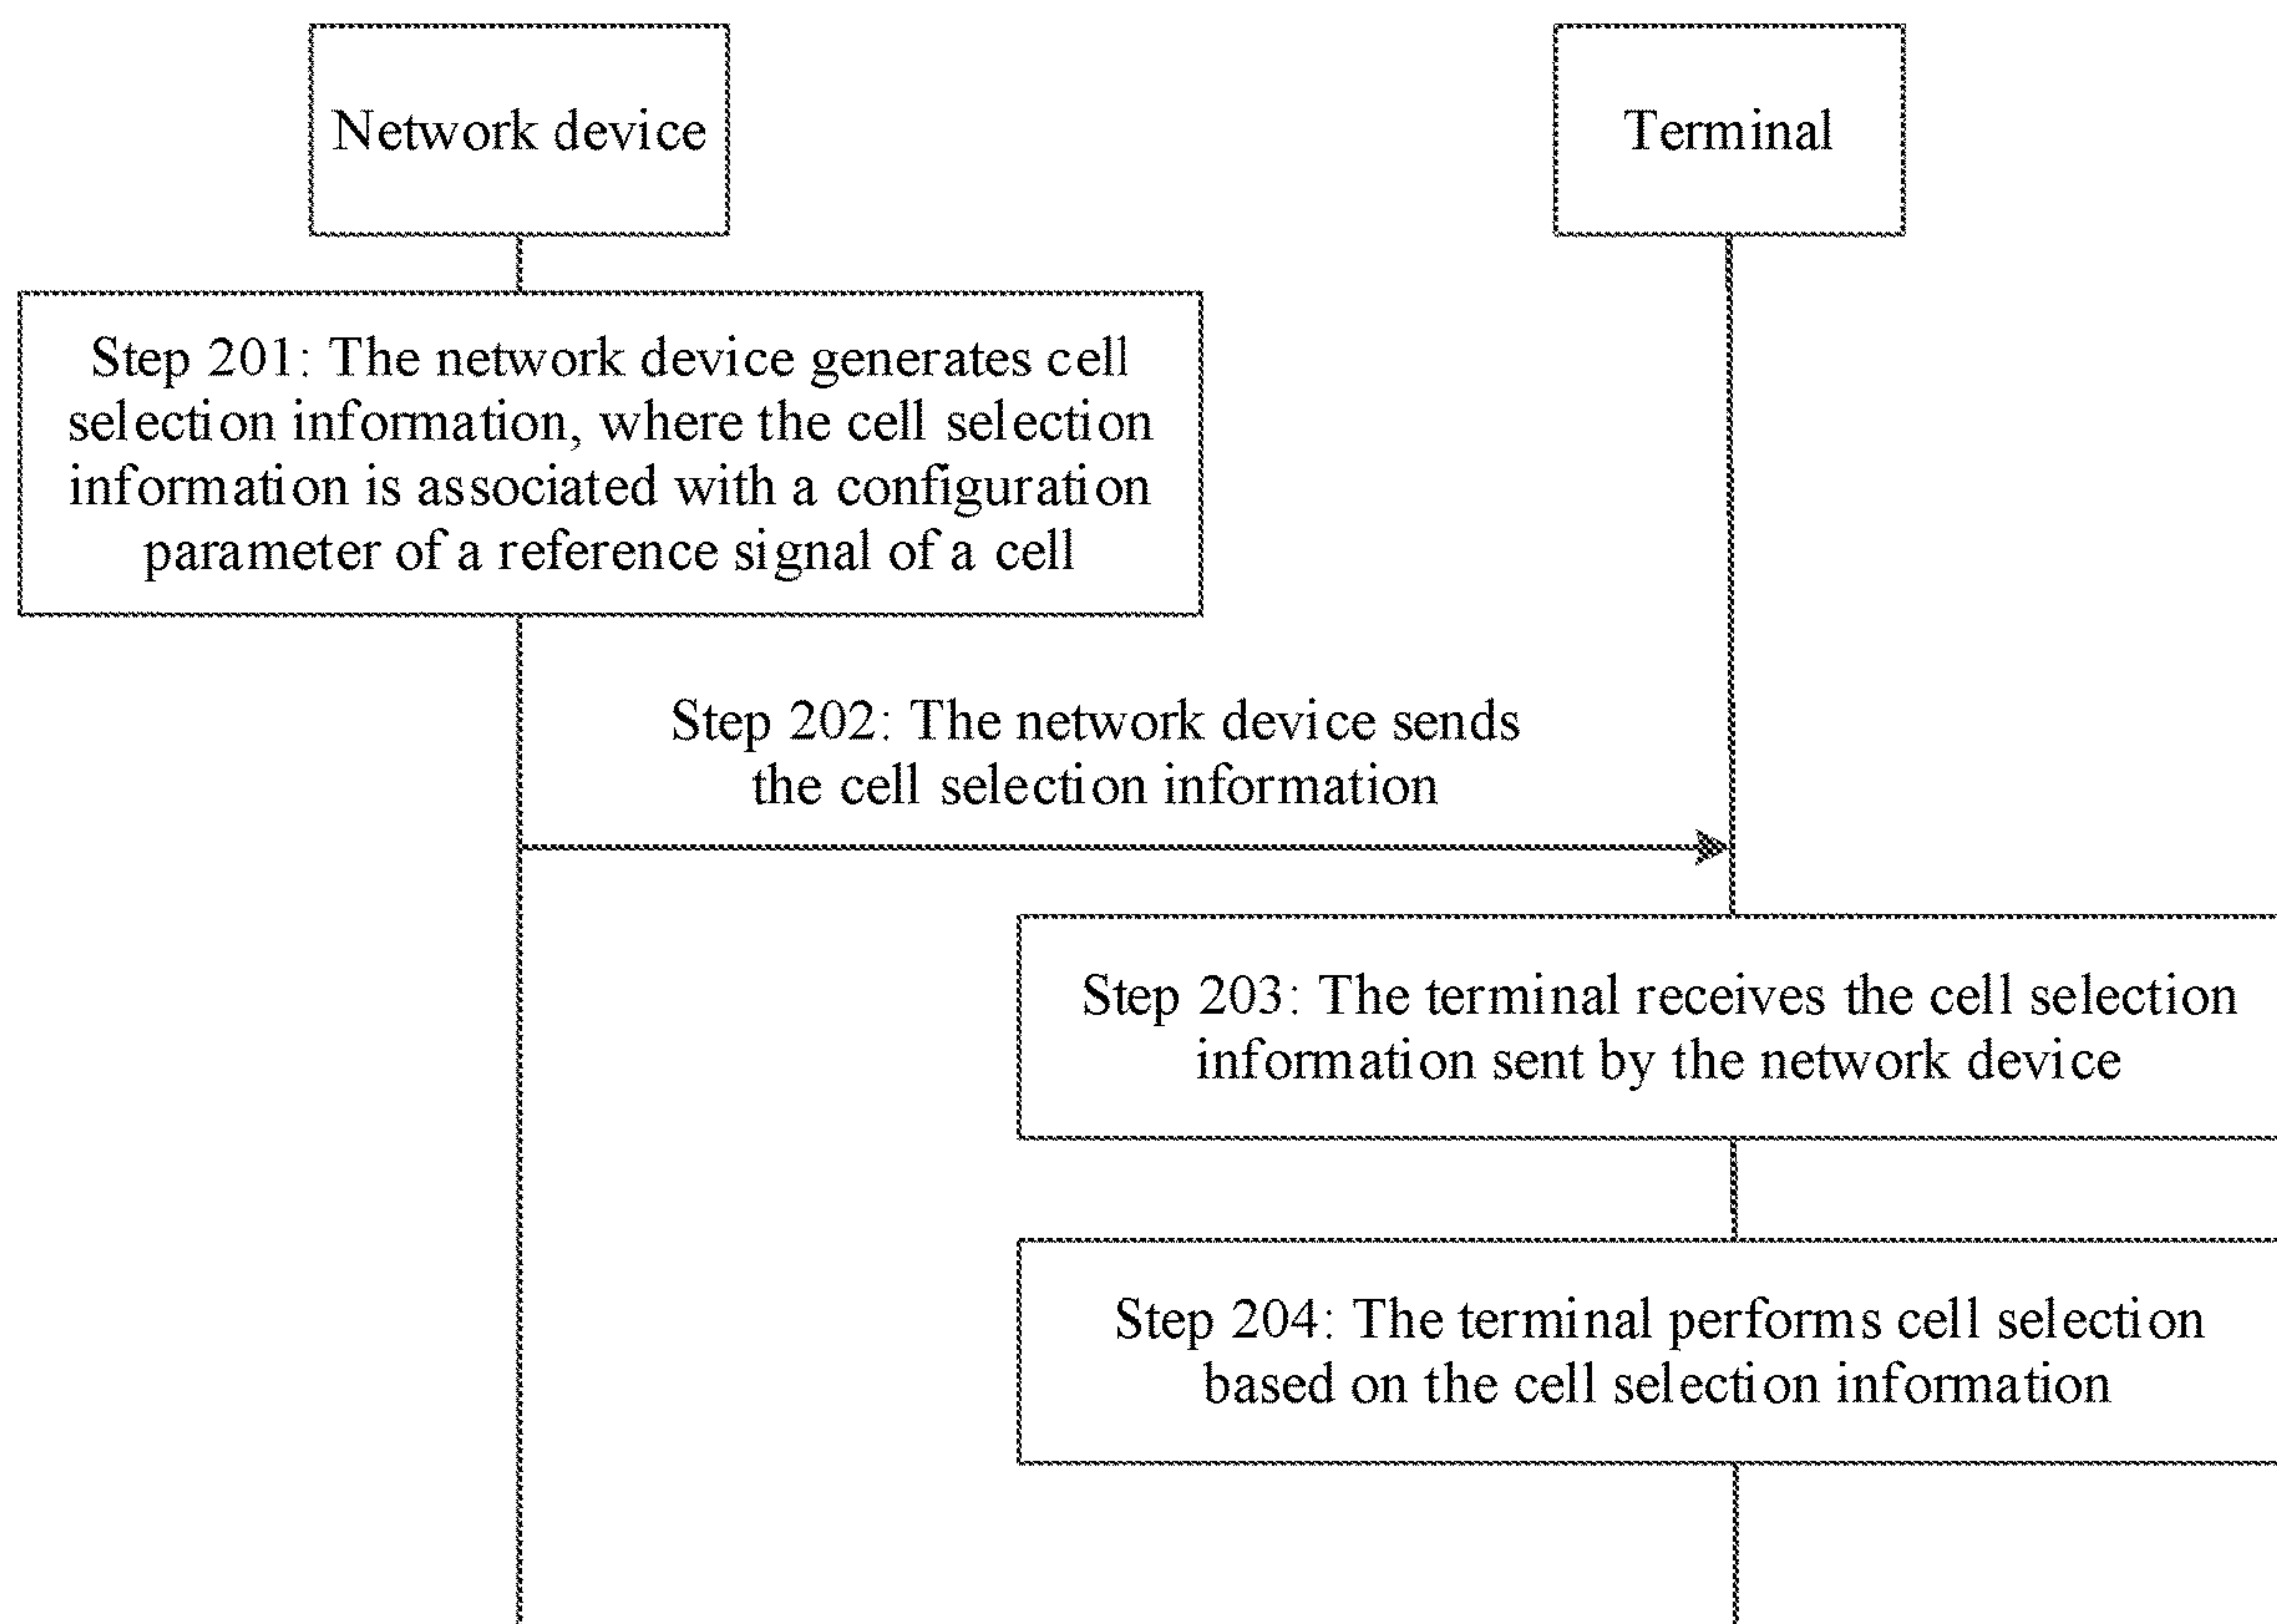 Network device
Terminal
Step 201: The network device generates cell
selection information, where the cell selection
information is associated with a configuration
parameter of a reference signal of a cell
Step 202: The network device sends
the cell selection information
Step 203: The terminal receives the cell selection
information sent by the network device
Step 204: The terminal performs cell selection
based on the cell selection information